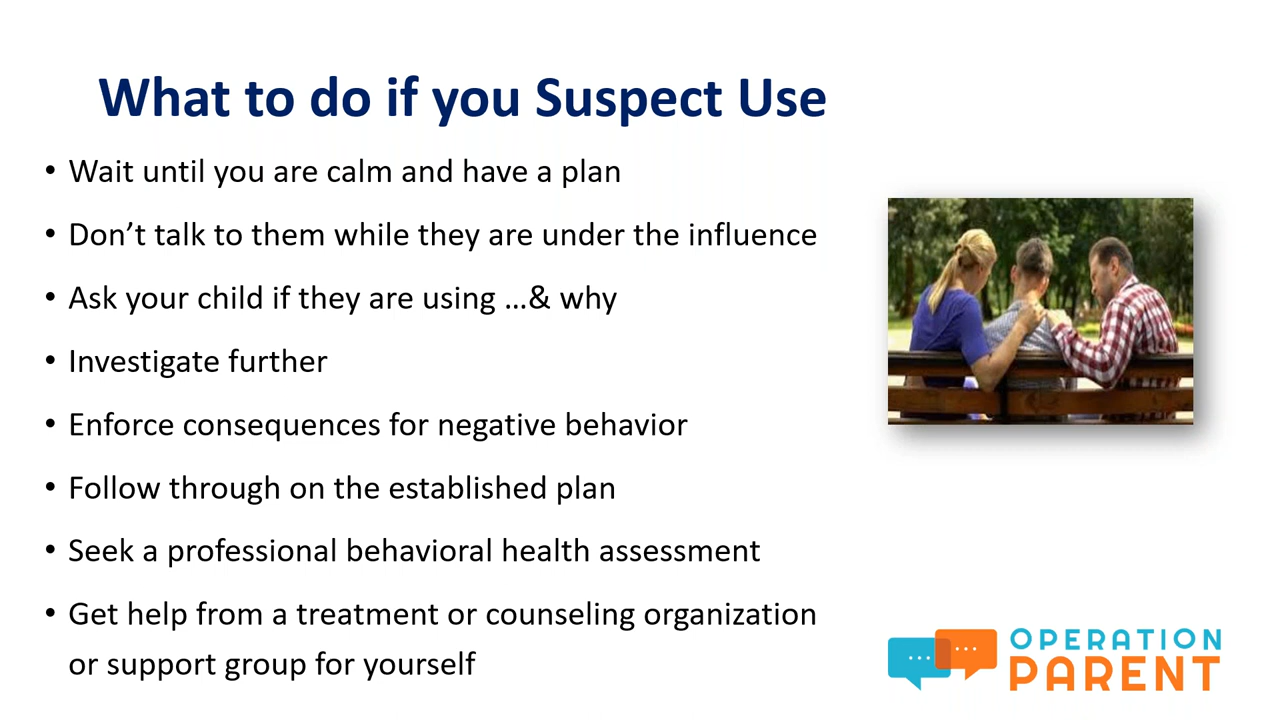 What to do if you Suspect Use
• Wait until you are calm and have a plan
• Don’t talk to them while they are under the influence
• Ask your child if they are using …& why
• Investigate further
• Enforce consequences for negative behavior
• Follow through on the established plan
• Seek a professional behavioral health assessment
• Get help from a treatment or counseling organization
or support group for yourself
OPERATION
PARENT